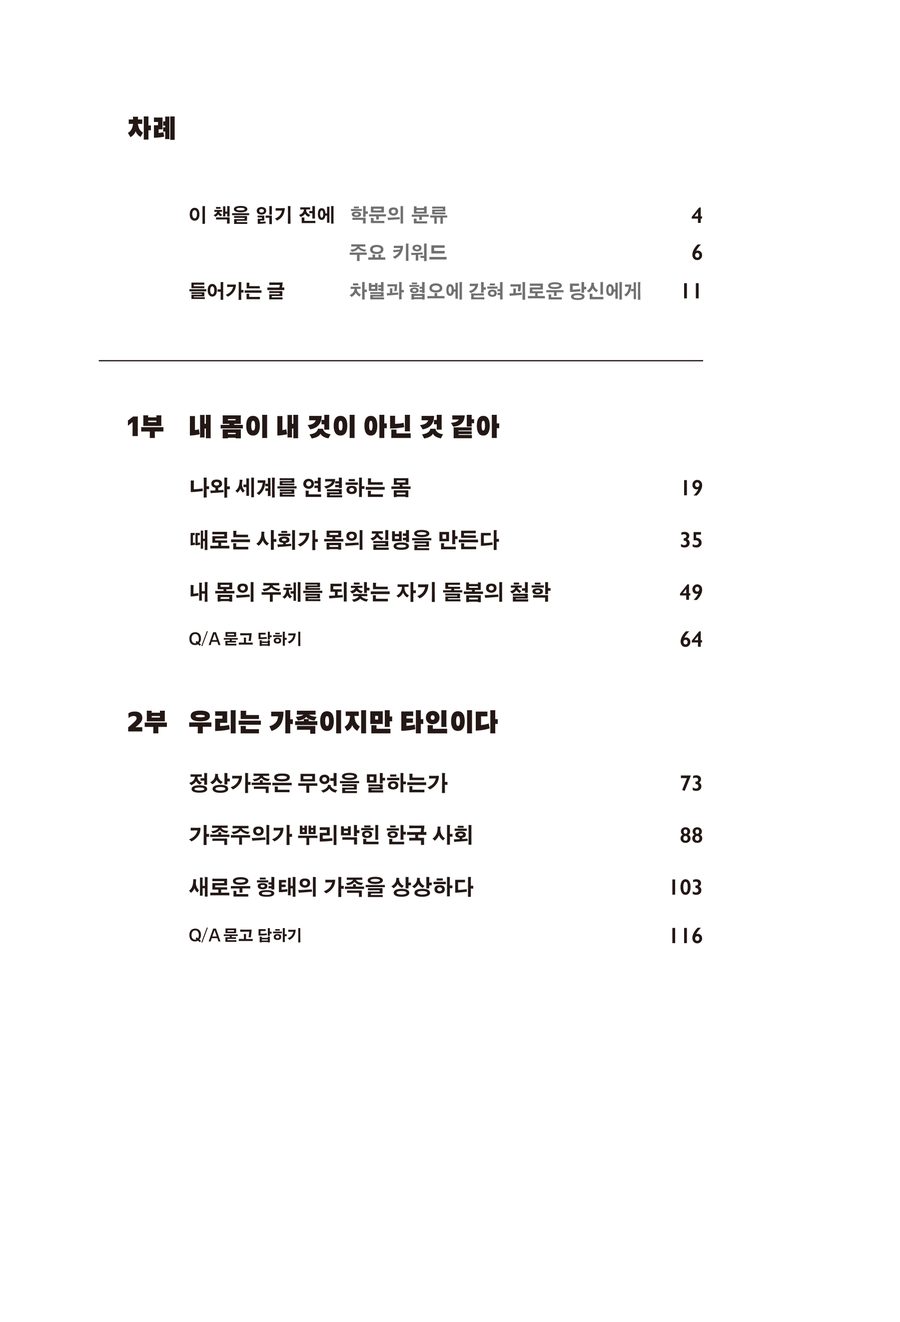 차례
이 책을 읽기 전에 학문의 분류 4
주요 키워드 6
들어가는 글 차별과 혐오에 갇혀 괴로운 당신에게 11
1부 내 몸이 내 것이 아닌 것 같아
나와 세계를 연결하는 몸 19
때로는 사회가 몸의 질병을 만든다 35
내 몸의 주체를 되찾는 자기 돌봄의 철학 49
Q/A 묻고 답하기 64
2부 우리는 가족이지만 타인이다
정상가족은 무엇을 말하는가 73
가족주의가 뿌리박힌 한국 사회 88
새로운 형태의 가족을 상상하다 103
Q/A 묻고 답하기 116